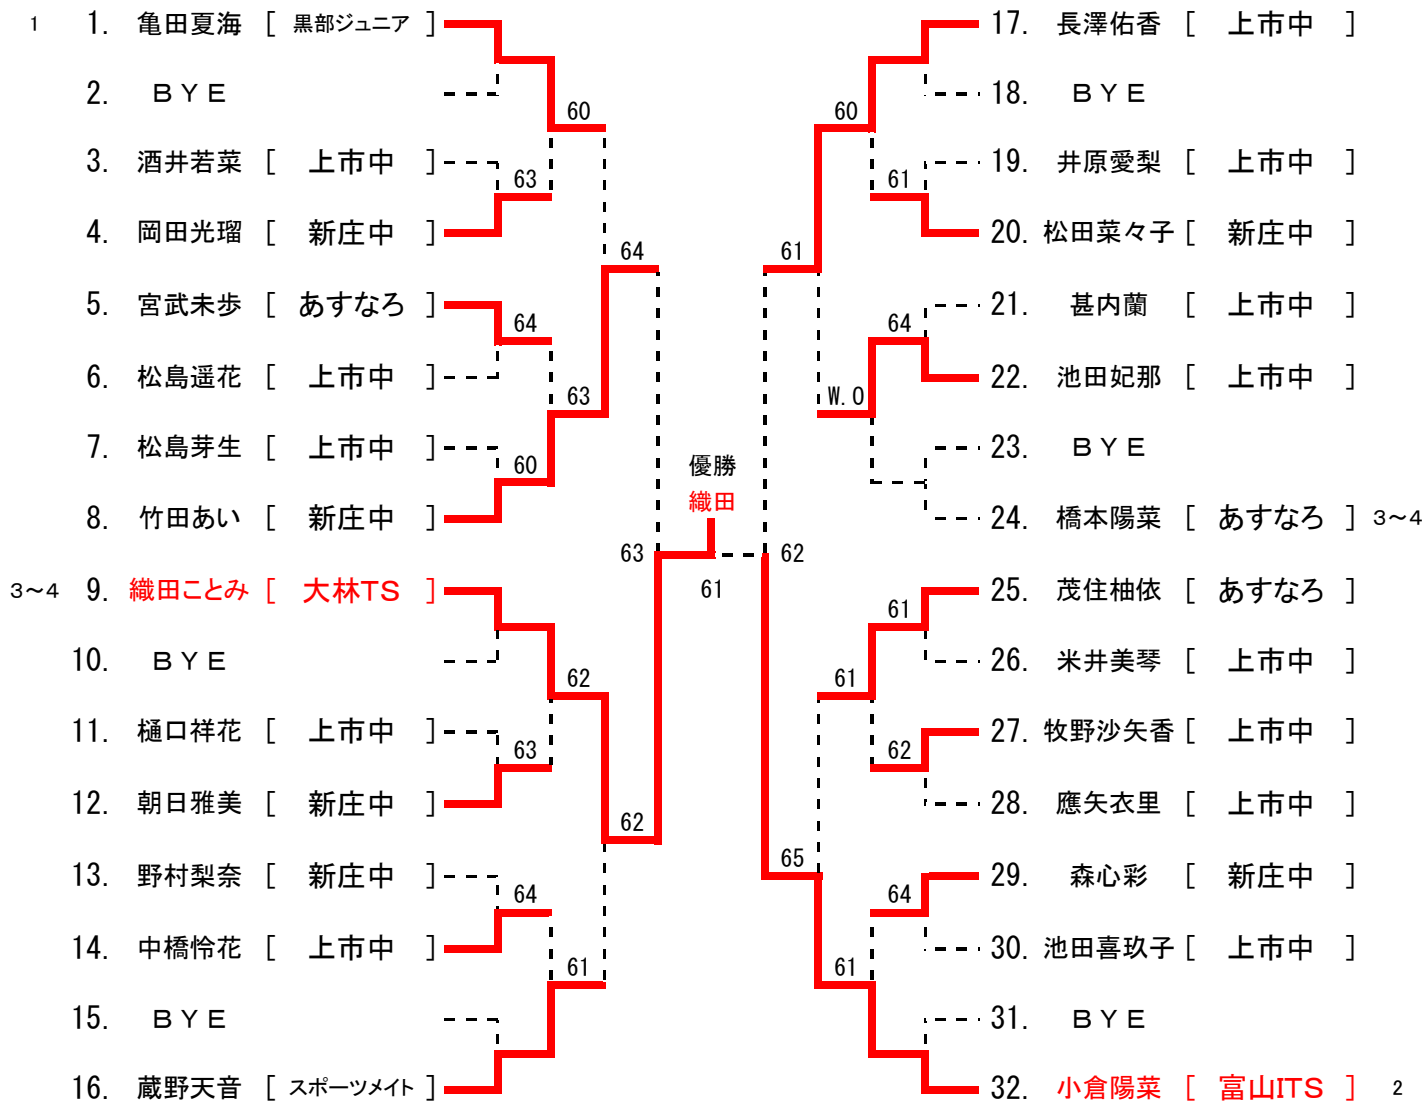 1 1. 亀田夏海 [ 黒部ジュニア ]
2. ＢＹＥ
60
3. 酒井若菜 [ 上市中 ]
63
4. 岡田光瑠 [ 新庄中 ]
64
5. 宮武未歩 [ あすなろ ]
64
6. 松島遥花 [ 上市中 ]
63
7. 松島芽生 [ 上市中 ]
60
8. 竹田あい [ 新庄中 ]
63
3～4 9. 織田ことみ [ 大林TS ]
10. ＢＹＥ
62
11. 樋口祥花 [ 上市中 ]
63
12. 朝日雅美 [ 新庄中 ]
62
13. 野村梨奈 [ 新庄中 ]
64
14. 中橋怜花 [ 上市中 ]
61
15. ＢＹＥ
16. 蔵野天音 [ スポーツメイト ]
優勝
織田
61
17. 長澤佑香 [ 上市中 ]
18. ＢＹＥ
60
19. 井原愛梨 [ 上市中 ]
61
20. 松田菜々子 [ 新庄中 ]
61
21. 甚内蘭 [ 上市中 ]
64
22. 池田妃那 [ 上市中 ]
W.O
23. ＢＹＥ
24. 橋本陽菜 [ あすなろ ] 3～4
62
25. 茂住柚依 [ あすなろ ]
61
26. 米井美琴 [ 上市中 ]
61
27. 牧野沙矢香 [ 上市中 ]
62
28. 應矢衣里 [ 上市中 ]
65
29. 森心彩 [ 新庄中 ]
64
30. 池田喜玖子 [ 上市中 ]
61
31. ＢＹＥ
32. 小倉陽菜 [ 富山ITS ] 2